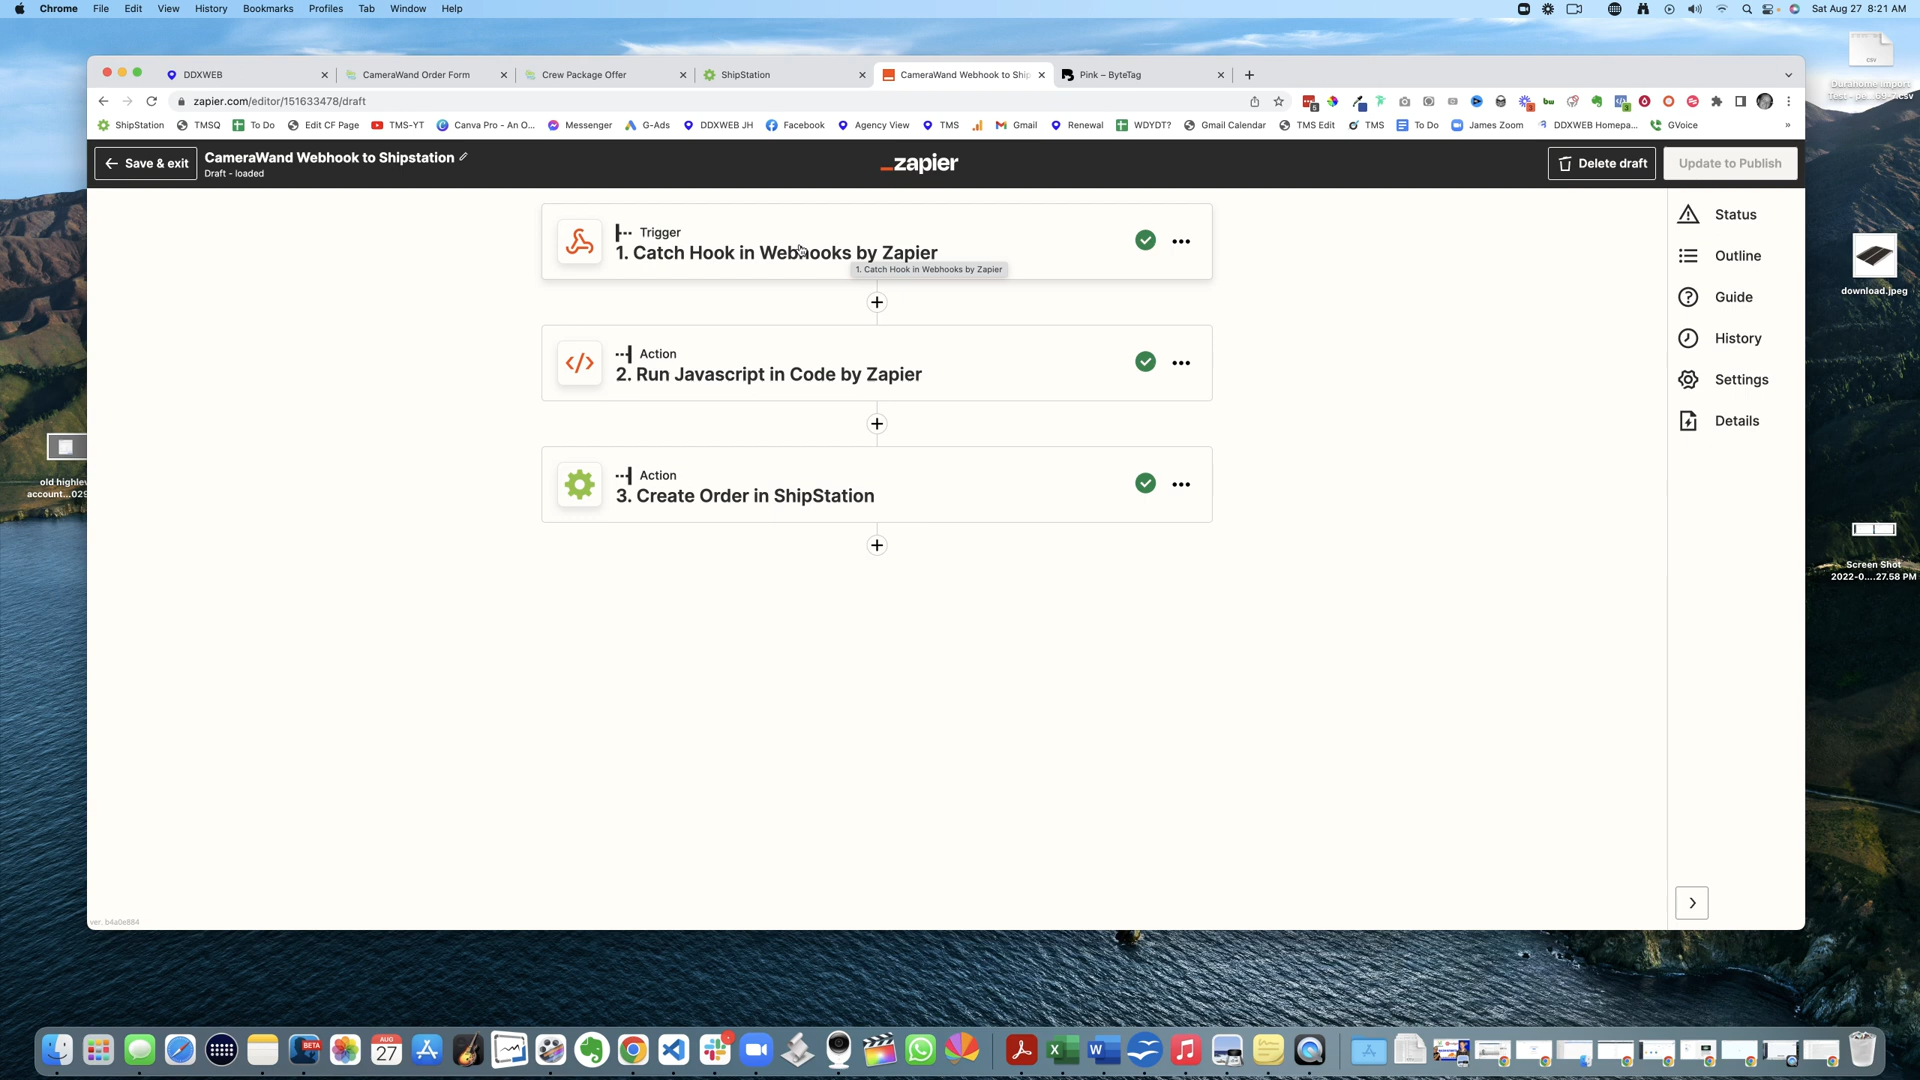 Chrome File Edit View History Bookmarks Profiles Tab Window Help
Sat Aug 27 8:21 AM
DDXWEB
CameraWand Order Form
Crew Package Offer
ShipStation
CameraWand Webhook to Ship
Pink – ByteTag
zapier.com/editor/151633478/draft
ShipStation TMSQ To Do Edit CF Page TMS-YT Canva Pro - An O... Messenger G-Ads DDXWEB JH Facebook Agency View TMS Gmail Renewal WDYDT? Gmail Calendar TMS Edit TMS To Do James Zoom DDXWEB Homepa... GVoice »
Save & exit
CameraWand Webhook to Shipstation
Draft - loaded
zapier
Delete draft
Update to Publish
Trigger
1. Catch Hook in Webhooks by Zapier
1. Catch Hook in Webhooks by Zapier
Action
2. Run Javascript in Code by Zapier
Action
3. Create Order in ShipStation
Status
Outline
Guide
History
Settings
Details
ver. b4a0e884
csv
Durahome Import
download.jpeg
Screen Shot
2022-0....27.58 PM
old highle
account...029
BETA
AUG
27